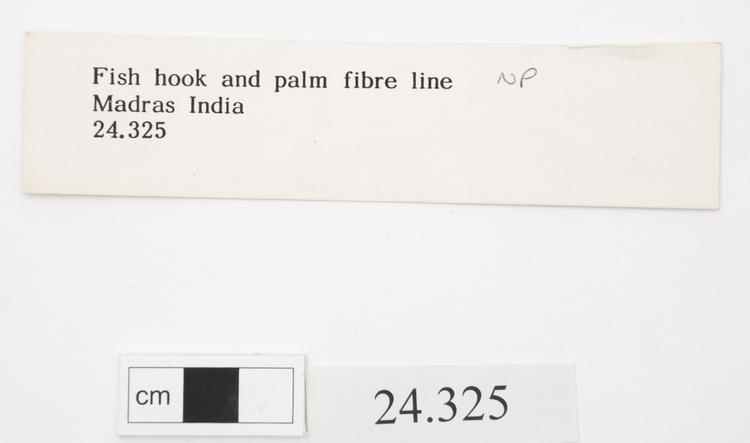 Fish hook and palm fibre line NP
Madras India
24.325
cm
24.325